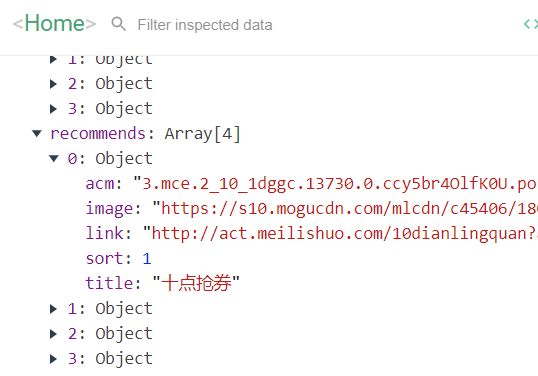 <Home> Filter inspected data <>
1: Object
2: Object
3: Object
recommends: Array[4]
0: Object
acm: "3.mce.2_10_1dggc.13730.0.ccy5br4OlfK0U.po
image: "https://s10.mogucdn.com/mlcdn/c45406/18
link: "http://act.meilishuo.com/10dianlingquan?
sort: 1
title: "十点抢券"
1: Object
2: Object
3: Object